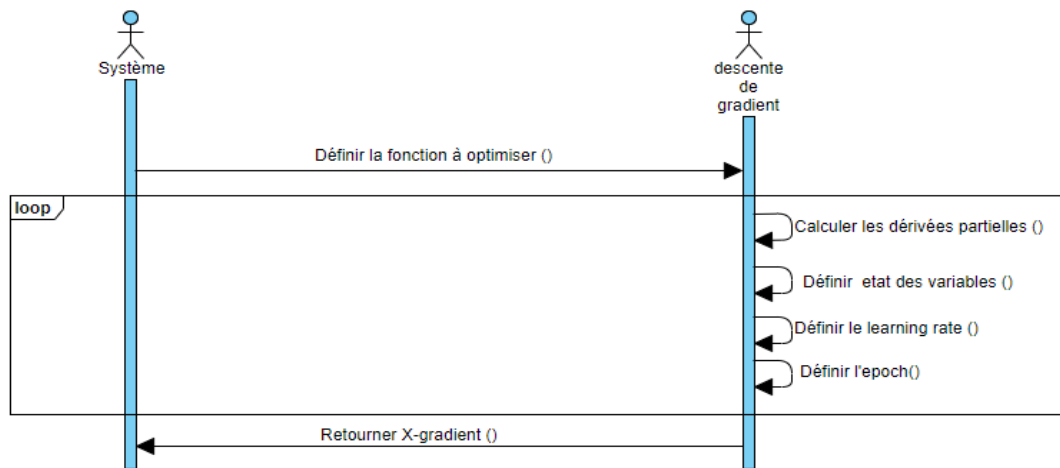 Système
descente
de
gradient
Définir la fonction à optimiser ()
loop
Calculer les dérivées partielles ()
Définir etat des variables ()
Définir le learning rate ()
Définir l'epoch()
Retourner X-gradient ()